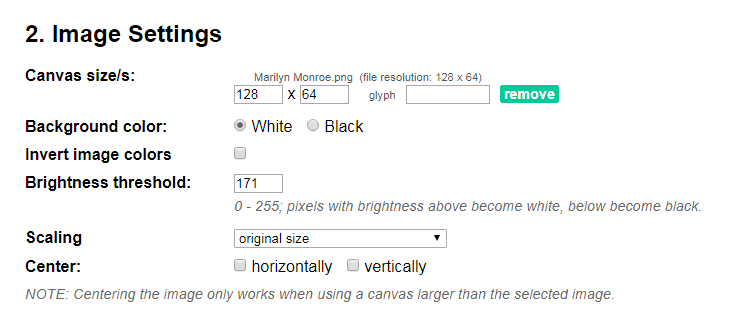 2. Image Settings
Canvas size/s:
Marilyn Monroe.png (file resolution: 128 x 64)
128 x 64 glyph remove
Background color: White Black
Invert image colors
Brightness threshold: 171
0 - 255; pixels with brightness above become white, below become black.
Scaling original size
Center: horizontally vertically
NOTE: Centering the image only works when using a canvas larger than the selected image.